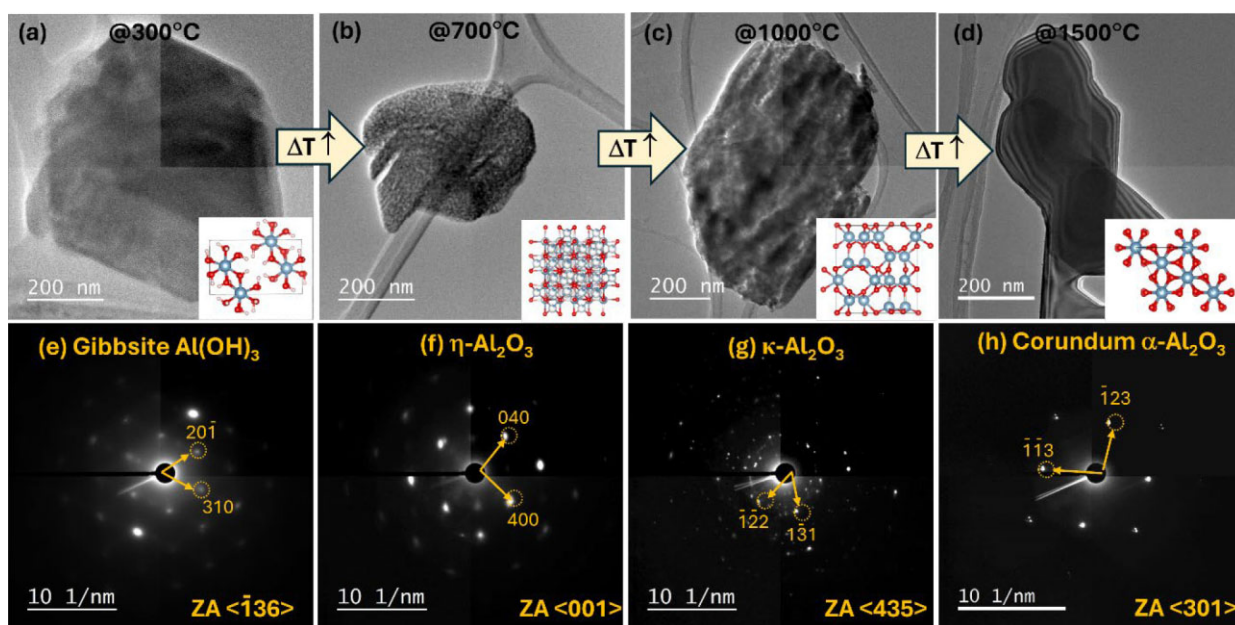 (a) @300°C
(b) @700°C
(c) @1000°C
(d) @1500°C
ΔT ↑
ΔT ↑
ΔT ↑
200 nm
200 nm
200 nm
200 nm
(e) Gibbsite Al(OH)₃
(f) η-Al₂O₃
(g) κ-Al₂O₃
(h) Corundum α-Al₂O₃
201̄
310
040
400
1̄2̄2
13̄1
1̄23
1̄1̄3
10 1/nm
ZA <1̄36>
10 1/nm
ZA <001>
10 1/nm
ZA <435>
10 1/nm
ZA <301>